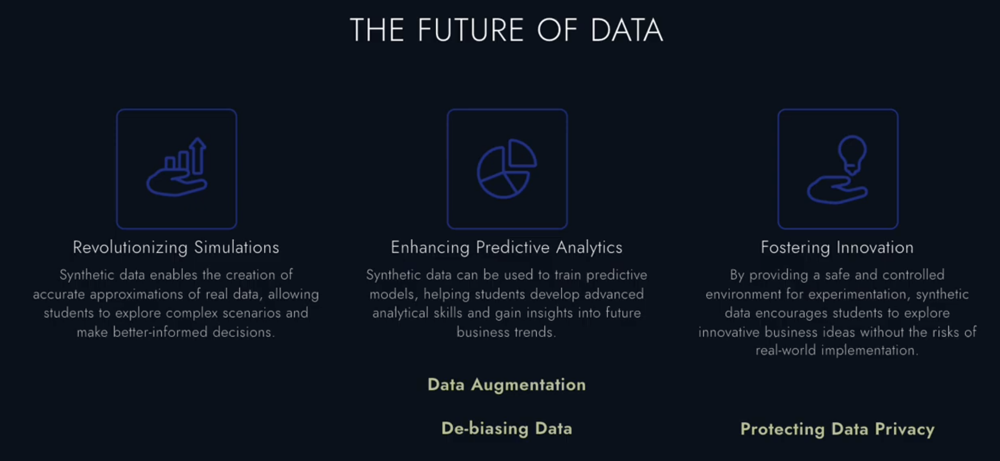 THE FUTURE OF DATA
Revolutionizing Simulations
Synthetic data enables the creation of
accurate approximations of real data, allowing
students to explore complex scenarios and
make better-informed decisions.
Enhancing Predictive Analytics
Synthetic data can be used to train predictive
models, helping students develop advanced
analytical skills and gain insights into future
business trends.
Data Augmentation
De-biasing Data
Fostering Innovation
By providing a safe and controlled
environment for experimentation, synthetic
data encourages students to explore
innovative business ideas without the risks of
real-world implementation.
Protecting Data Privacy